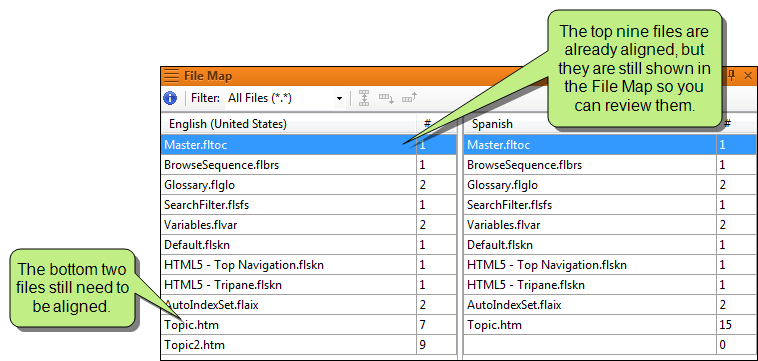 The top nine files are
already aligned, but
they are still shown in
the File Map so you
can review them.
File Map
Filter: All Files (*.*)
English (United States) # Spanish #
Master.fltoc 1 Master.fltoc 1
BrowseSequence.flbrs 1 BrowseSequence.flbrs 1
Glossary.flglo 2 Glossary.flglo 2
SearchFilter.flsfs 1 SearchFilter.flsfs 1
Variables.flvar 2 Variables.flvar 2
Default.flskn 1 Default.flskn 1
HTML5 - Top Navigation.flskn 1 HTML5 - Top Navigation.flskn 1
HTML5 - Tripane.flskn 1 HTML5 - Tripane.flskn 1
AutoIndexSet.flaix 2 AutoIndexSet.flaix 2
Topic.htm 7 Topic.htm 15
Topic2.htm 9 0
The bottom two
files still need to
be aligned.